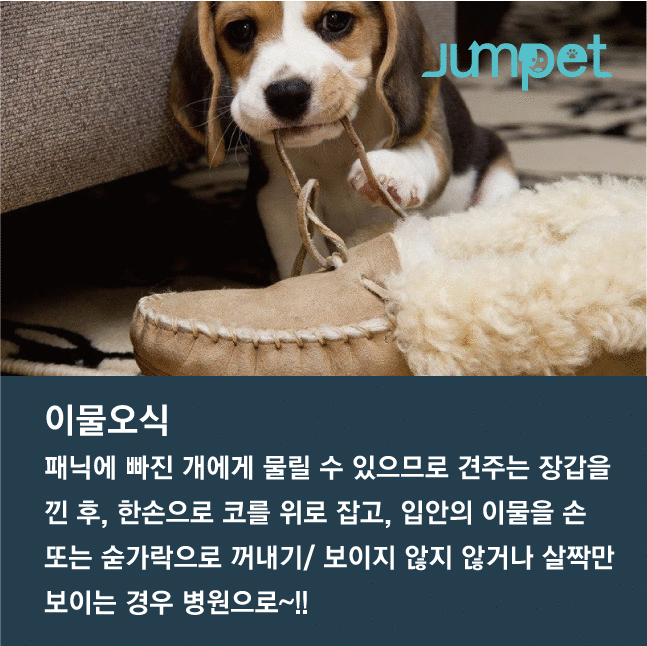 Jumpet
이물오식
패닉에 빠진 개에게 물릴 수 있으므로 견주는 장갑을
낀 후, 한손으로 코를 위로 잡고, 입안의 이물을 손
또는 숟가락으로 꺼내기/ 보이지 않지 않거나 살짝만
보이는 경우 병원으로~!!